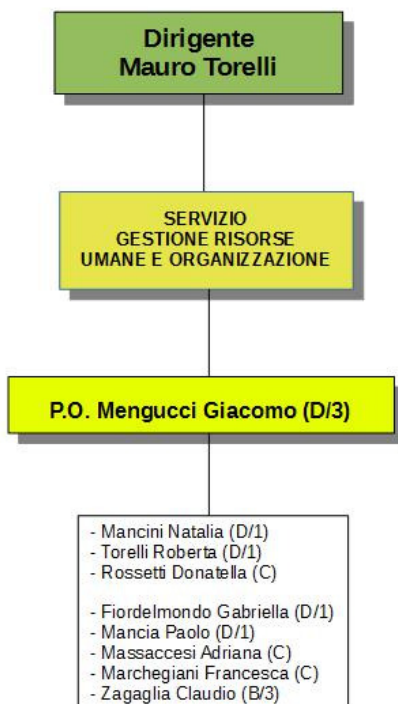 Dirigente
Mauro Torelli
SERVIZIO
GESTIONE RISORSE
UMANE E ORGANIZZAZIONE
P.O. Mengucci Giacomo (D/3)
- Mancini Natalia (D/1)
- Torelli Roberta (D/1)
- Rossetti Donatella (C)
- Fiordelmondo Gabriella (D/1)
- Mancia Paolo (D/1)
- Massaccesi Adriana (C)
- Marchegiani Francesca (C)
- Zagaglia Claudio (B/3)